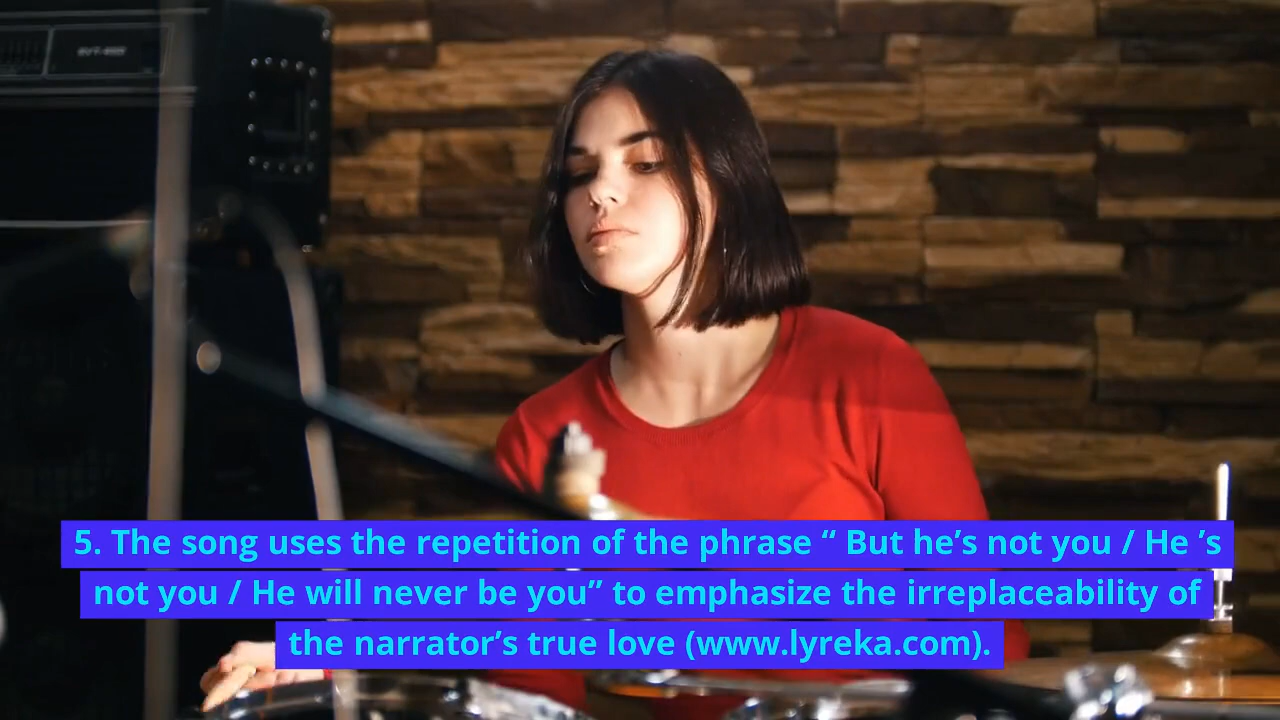 5. The song uses the repetition of the phrase “ But he’s not you / He ’s
not you / He will never be you” to emphasize the irreplaceability of
the narrator’s true love (www.lyreka.com).